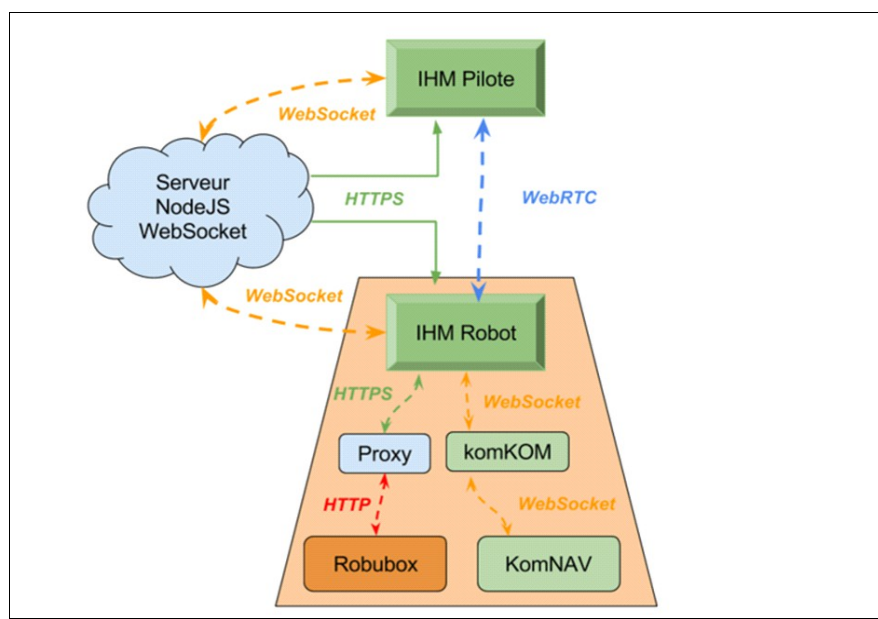 IHM Pilote
WebSocket
Serveur
NodeJS
WebSocket
HTTPS
WebRTC
WebSocket
IHM Robot
HTTPS
WebSocket
Proxy
komKOM
HTTP
WebSocket
Robubox
KomNAV